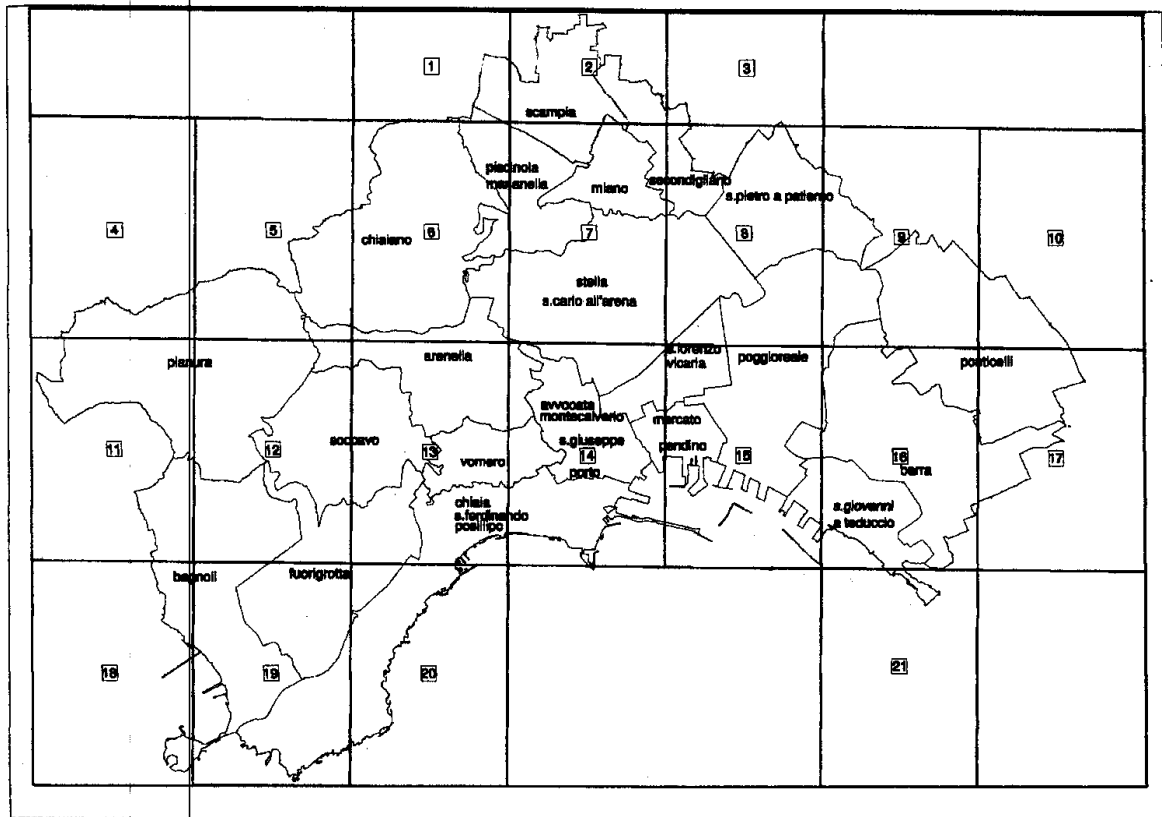 1
2
3
scampia
piscinola
marianella
miano
secondigliano
s.pietro a patierno
4
5
6
7
8
9
10
chiaiano
stella
s.carlo all'arena
pianura
arenella
s.lorenzo
vicaria
poggioreale
ponticelli
avvocata
montecalvario
mercato
s.giuseppe
pendino
porto
soccavo
vomero
11
12
13
14
15
16
17
barra
chiaia
s.ferdinando
posillipo
s.giovanni
a teduccio
bagnoli
fuorigrotta
18
19
20
21